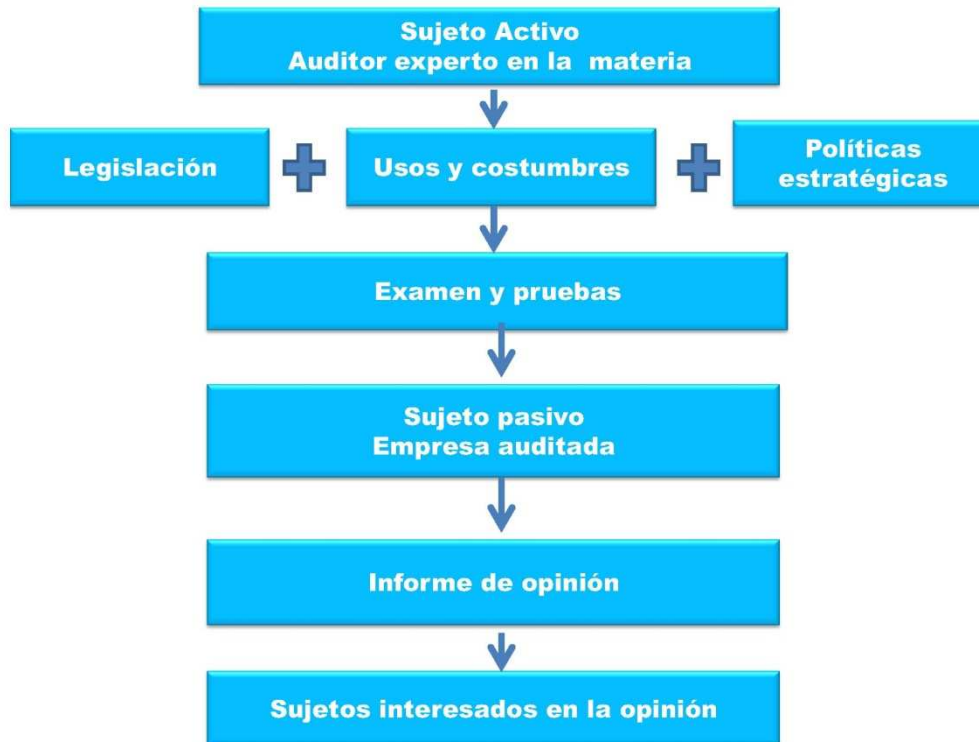 Sujeto Activo
Auditor experto en la materia
Legislación
Usos y costumbres
Políticas
estratégicas
Examen y pruebas
Sujeto pasivo
Empresa auditada
Informe de opinión
Sujetos interesados en la opinión